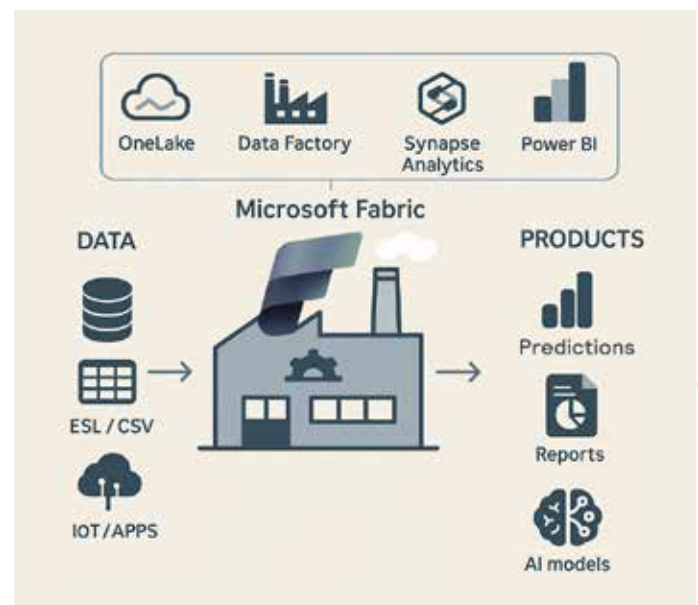 OneLake
Data Factory
Synapse
Analytics
Power BI
Microsoft Fabric
DATA
PRODUCTS
ESL / CSV
IOT/APPS
Predictions
Reports
AI models